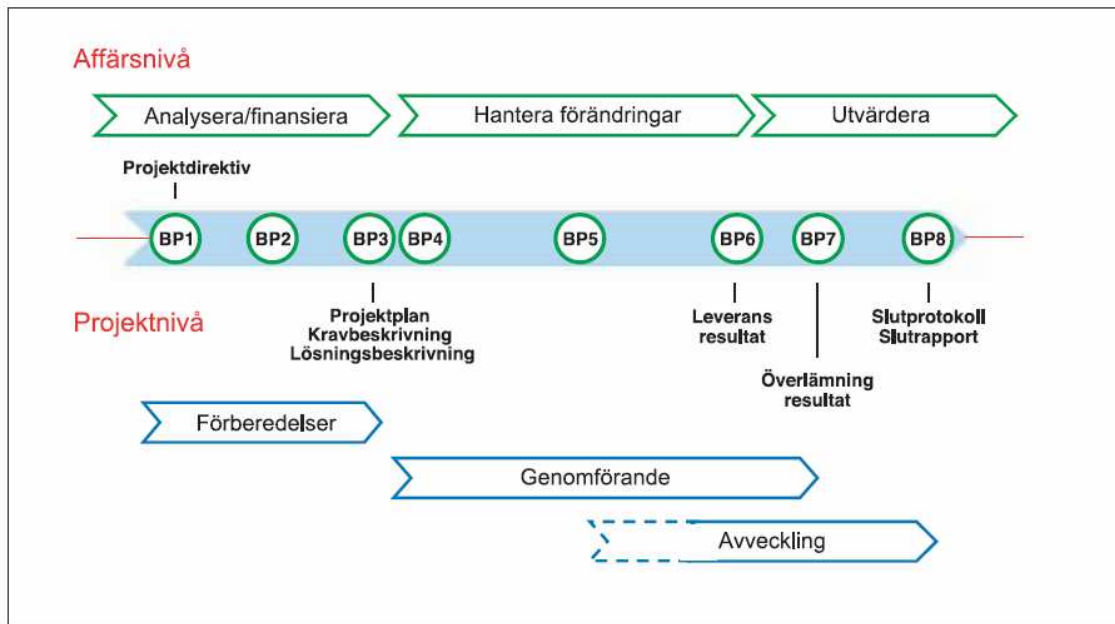 Affärsnivå
Analysera/finansiera
Hantera förändringar
Utvärdera
Projektdirektiv
BP1
BP2
BP3
BP4
BP5
BP6
BP7
BP8
Projektnivå
Projektplan
Kravbeskrivning
Lösningsbeskrivning
Leverans
resultat
Överlämning
resultat
Slutprotokoll
Slutrapport
Förberedelser
Genomförande
Avveckling